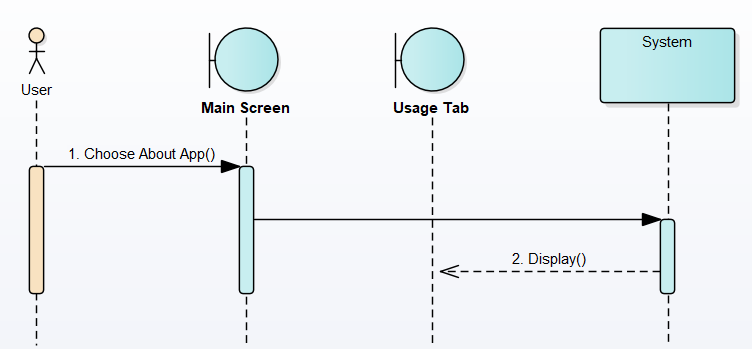 System
User
Main Screen
Usage Tab
1. Choose About App()
2. Display()